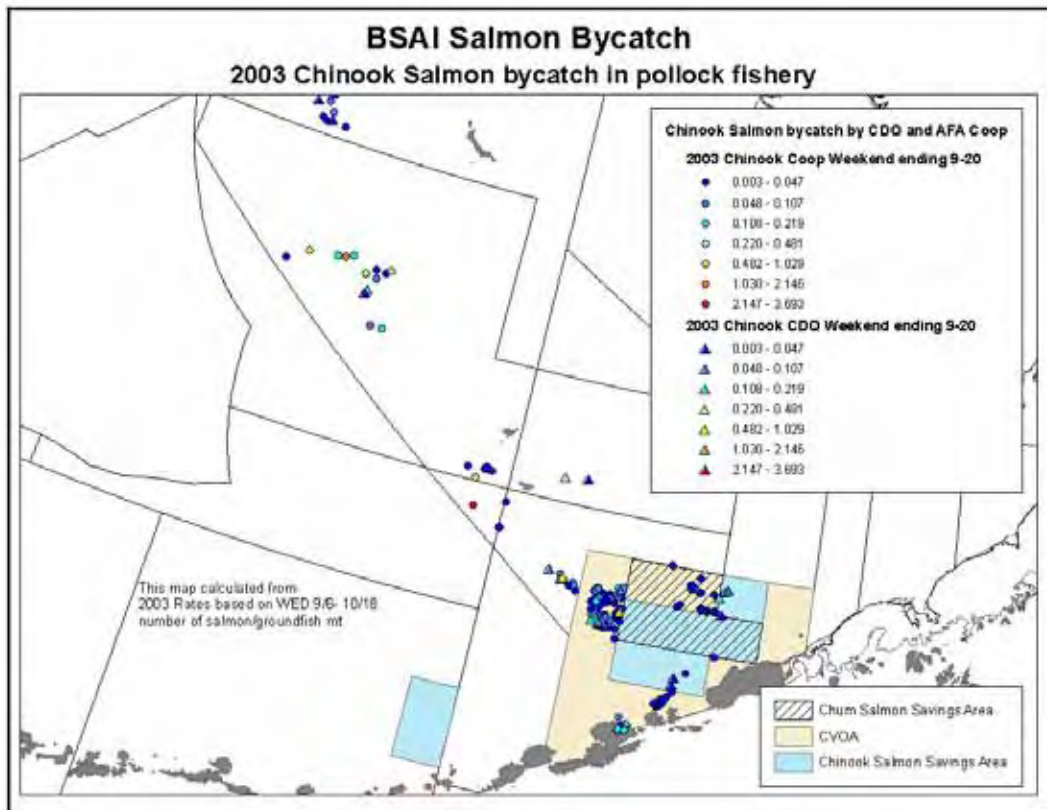 BSAI Salmon Bycatch
2003 Chinook Salmon bycatch in pollock fishery
Chinook Salmon bycatch by CDQ and AFA Coop
2003 Chinook Coop Weekend ending 9-20
0.003 - 0.047
0.048 - 0.107
0.108 - 0.219
0.220 - 0.481
0.482 - 1.029
1.030 - 2.146
2.147 - 3.693
2003 Chinook CDQ Weekend ending 9-20
0.003 - 0.047
0.048 - 0.107
0.108 - 0.219
0.220 - 0.481
0.482 - 1.029
1.030 - 2.146
2.147 - 3.693
This map calculated from
2003 Rates based on WED 9/6- 10/18
number of salmon/groundfish mt
Chum Salmon Savings Area
CVOA
Chinook Salmon Savings Area